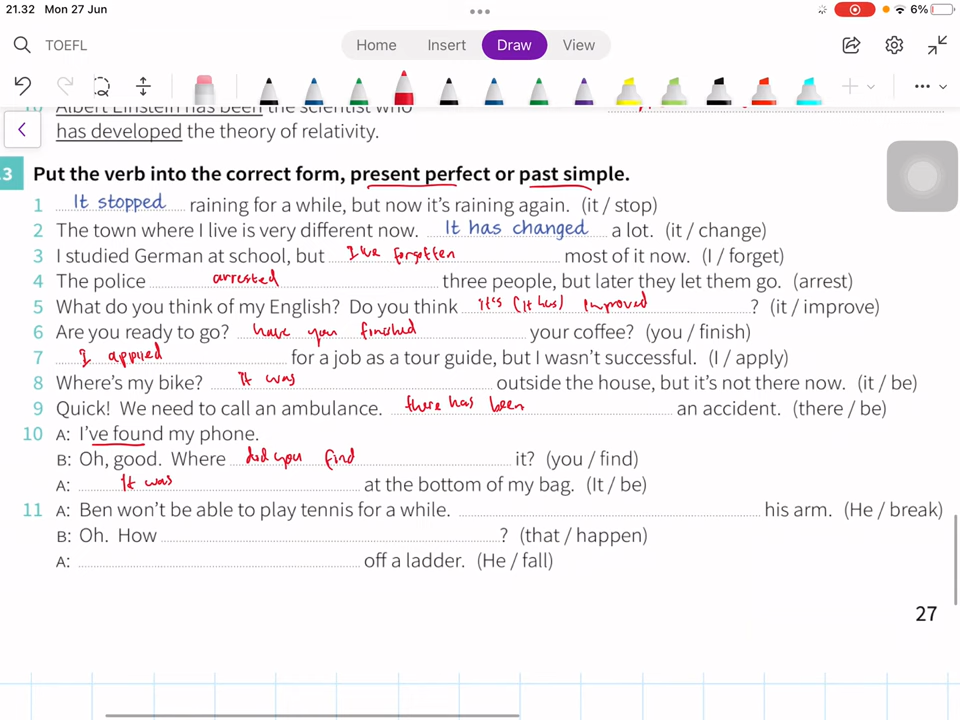 21.32 Mon 27 Jun
6%
TOEFL
Home Insert Draw View
Albert Einstein has been the scientist who
has developed the theory of relativity.
.3 Put the verb into the correct form, present perfect or past simple.
1 It stopped raining for a while, but now it's raining again. (it / stop)
2 The town where I live is very different now. It has changed a lot. (it / change)
3 I studied German at school, but I've forgotten most of it now. (I / forget)
4 The police arrested three people, but later they let them go. (arrest)
5 What do you think of my English? Do you think it's (it has) improved ? (it / improve)
6 Are you ready to go? have you finished your coffee? (you / finish)
7 I applied for a job as a tour guide, but I wasn't successful. (I / apply)
8 Where's my bike? It was outside the house, but it's not there now. (it / be)
9 Quick! We need to call an ambulance. there has been an accident. (there / be)
10 A: I've found my phone.
B: Oh, good. Where did you find it? (you / find)
A: It was at the bottom of my bag. (It / be)
11 A: Ben won't be able to play tennis for a while. his arm. (He / break)
B: Oh. How ? (that / happen)
A: off a ladder. (He / fall)
27